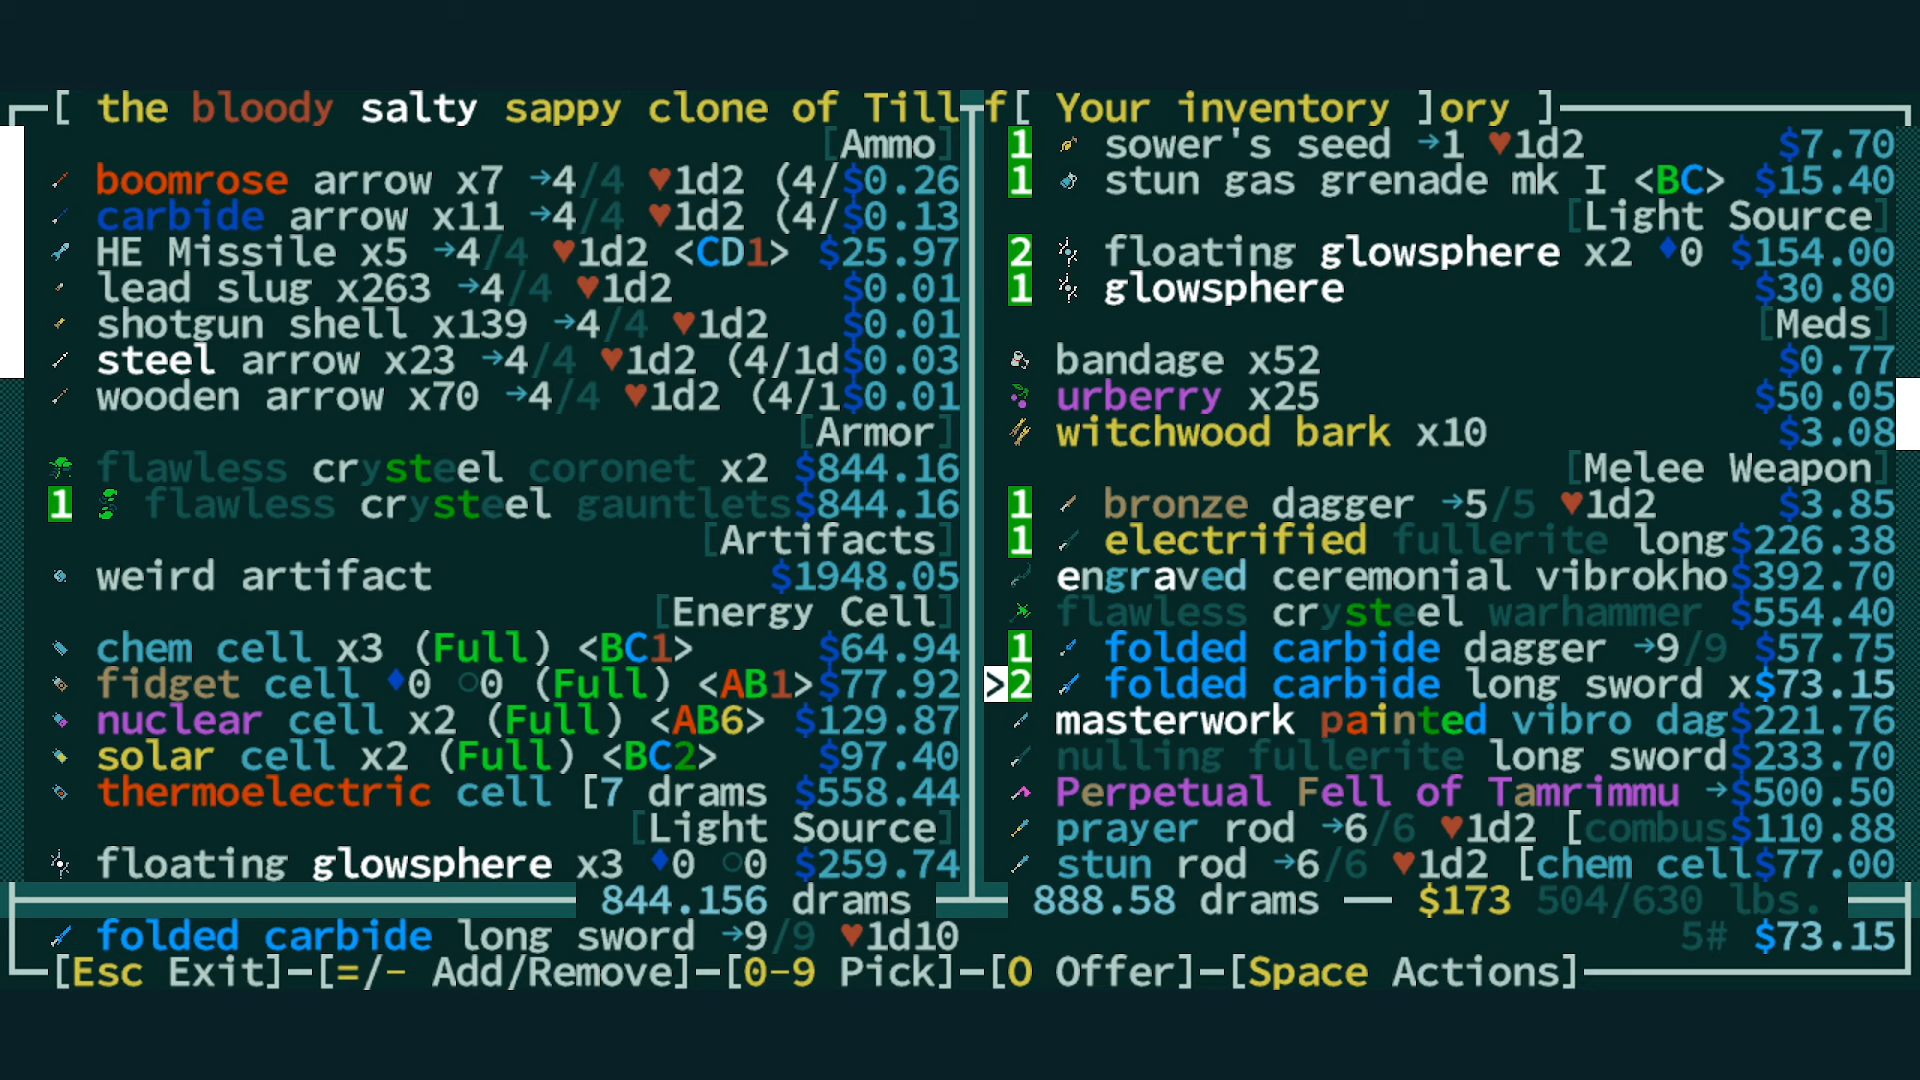 [ the bloody salty sappy clone of Till f[ Your inventory ]ory ]
[Ammo]
boomrose arrow x7 →4/4 ♥1d2 (4/$0.26
carbide arrow x11 →4/4 ♥1d2 (4/$0.13
HE Missile x5 →4/4 ♥1d2 <CD1> $25.97
lead slug x263 →4/4 ♥1d2 $0.01
shotgun shell x139 →4/4 ♥1d2 $0.01
steel arrow x23 →4/4 ♥1d2 (4/1d$0.03
wooden arrow x70 →4/4 ♥1d2 (4/1$0.01
[Armor]
flawless crysteel coronet x2 $844.16
1 flawless crysteel gauntlets$844.16
[Artifacts]
weird artifact $1948.05
[Energy Cell]
chem cell x3 (Full) <BC1> $64.94
fidget cell ♦0 ○0 (Full) <AB1>$77.92
nuclear cell x2 (Full) <AB6> $129.87
solar cell x2 (Full) <BC2> $97.40
thermoelectric cell [7 drams $558.44
[Light Source]
floating glowsphere x3 ♦0 ○0 $259.74
844.156 drams
1 sower's seed →1 ♥1d2 $7.70
1 stun gas grenade mk I <BC> $15.40
[Light Source]
2 floating glowsphere x2 ♦0 $154.00
1 glowsphere $30.80
[Meds]
bandage x52 $0.77
urberry x25 $50.05
witchwood bark x10 $3.08
[Melee Weapon]
1 bronze dagger →5/5 ♥1d2 $3.85
1 electrified fullerite long$226.38
engraved ceremonial vibrokho$392.70
flawless crysteel warhammer $554.40
1 folded carbide dagger →9/9 $57.75
>2 folded carbide long sword x$73.15
masterwork painted vibro dag$221.76
nulling fullerite long sword$233.70
Perpetual Fell of Tamrimmu →$500.50
prayer rod →6/6 ♥1d2 [combus$110.88
stun rod →6/6 ♥1d2 [chem cell$77.00
888.58 drams — $173 504/630 lbs.
folded carbide long sword →9/9 ♥1d10 5# $73.15
[Esc Exit]—[=/- Add/Remove]—[0-9 Pick]—[O Offer]—[Space Actions]